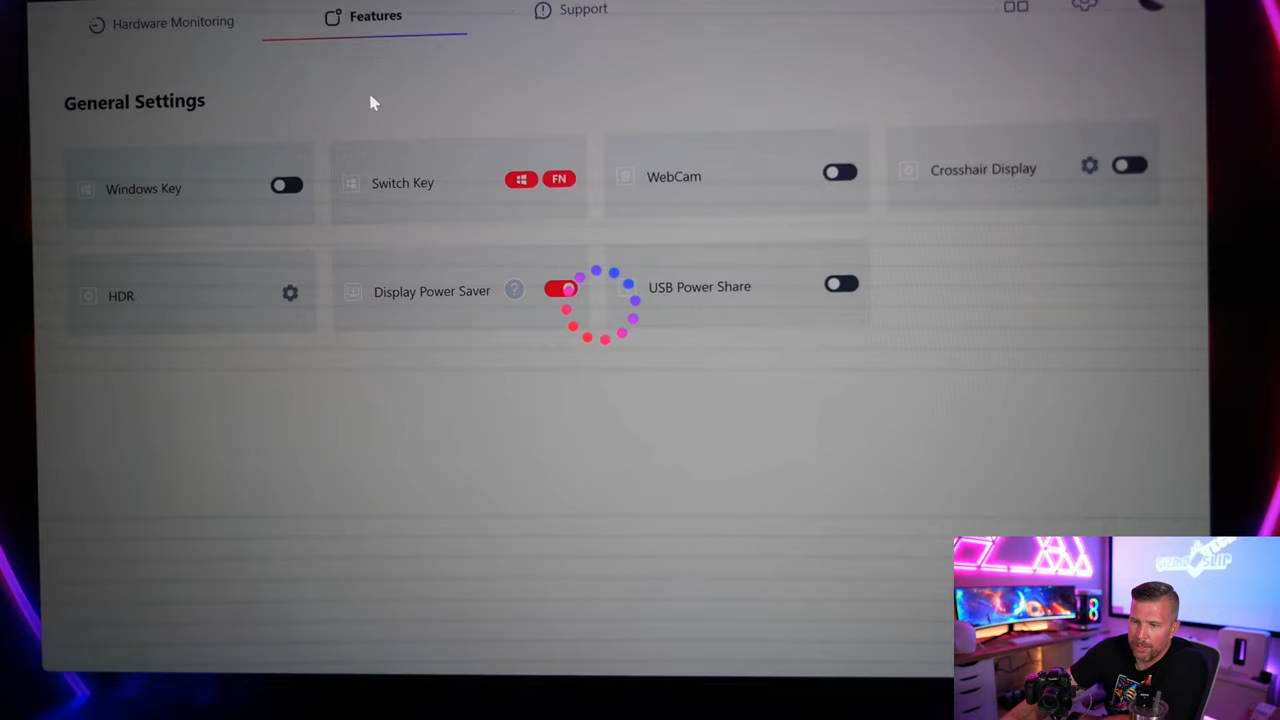 Hardware Monitoring
Features
Support
General Settings
Windows Key
Switch Key
FN
WebCam
Crosshair Display
HDR
Display Power Saver
?
USB Power Share